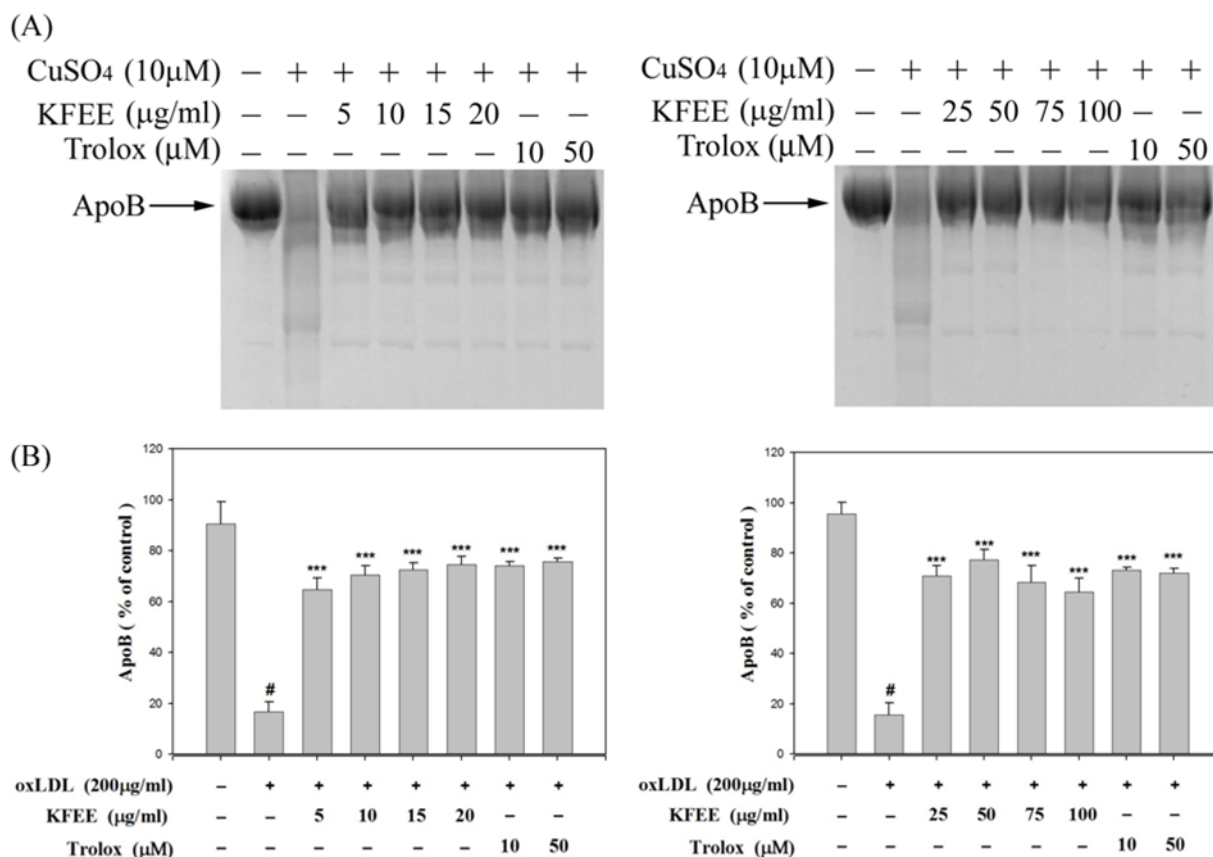 (A)
CuSO4 (10μM) – + + + + + + +
KFEE (μg/ml) – – 5 10 15 20 – –
Trolox (μM) – – – – – – 10 50
ApoB
CuSO4 (10μM) – + + + + + + +
KFEE (μg/ml) – – 25 50 75 100 – –
Trolox (μM) – – – – – – 10 50
ApoB
(B)
ApoB ( % of control )
120
100
80
60
40
20
0
# *** *** *** *** *** ***
oxLDL (200μg/ml) – + + + + + + +
KFEE (μg/ml) – – 5 10 15 20 – –
Trolox (μM) – – – – – – 10 50
ApoB ( % of control )
120
100
80
60
40
20
0
# *** *** *** *** *** ***
oxLDL (200μg/ml) – + + + + + + +
KFEE (μg/ml) – – 25 50 75 100 – –
Trolox (μM) – – – – – – 10 50